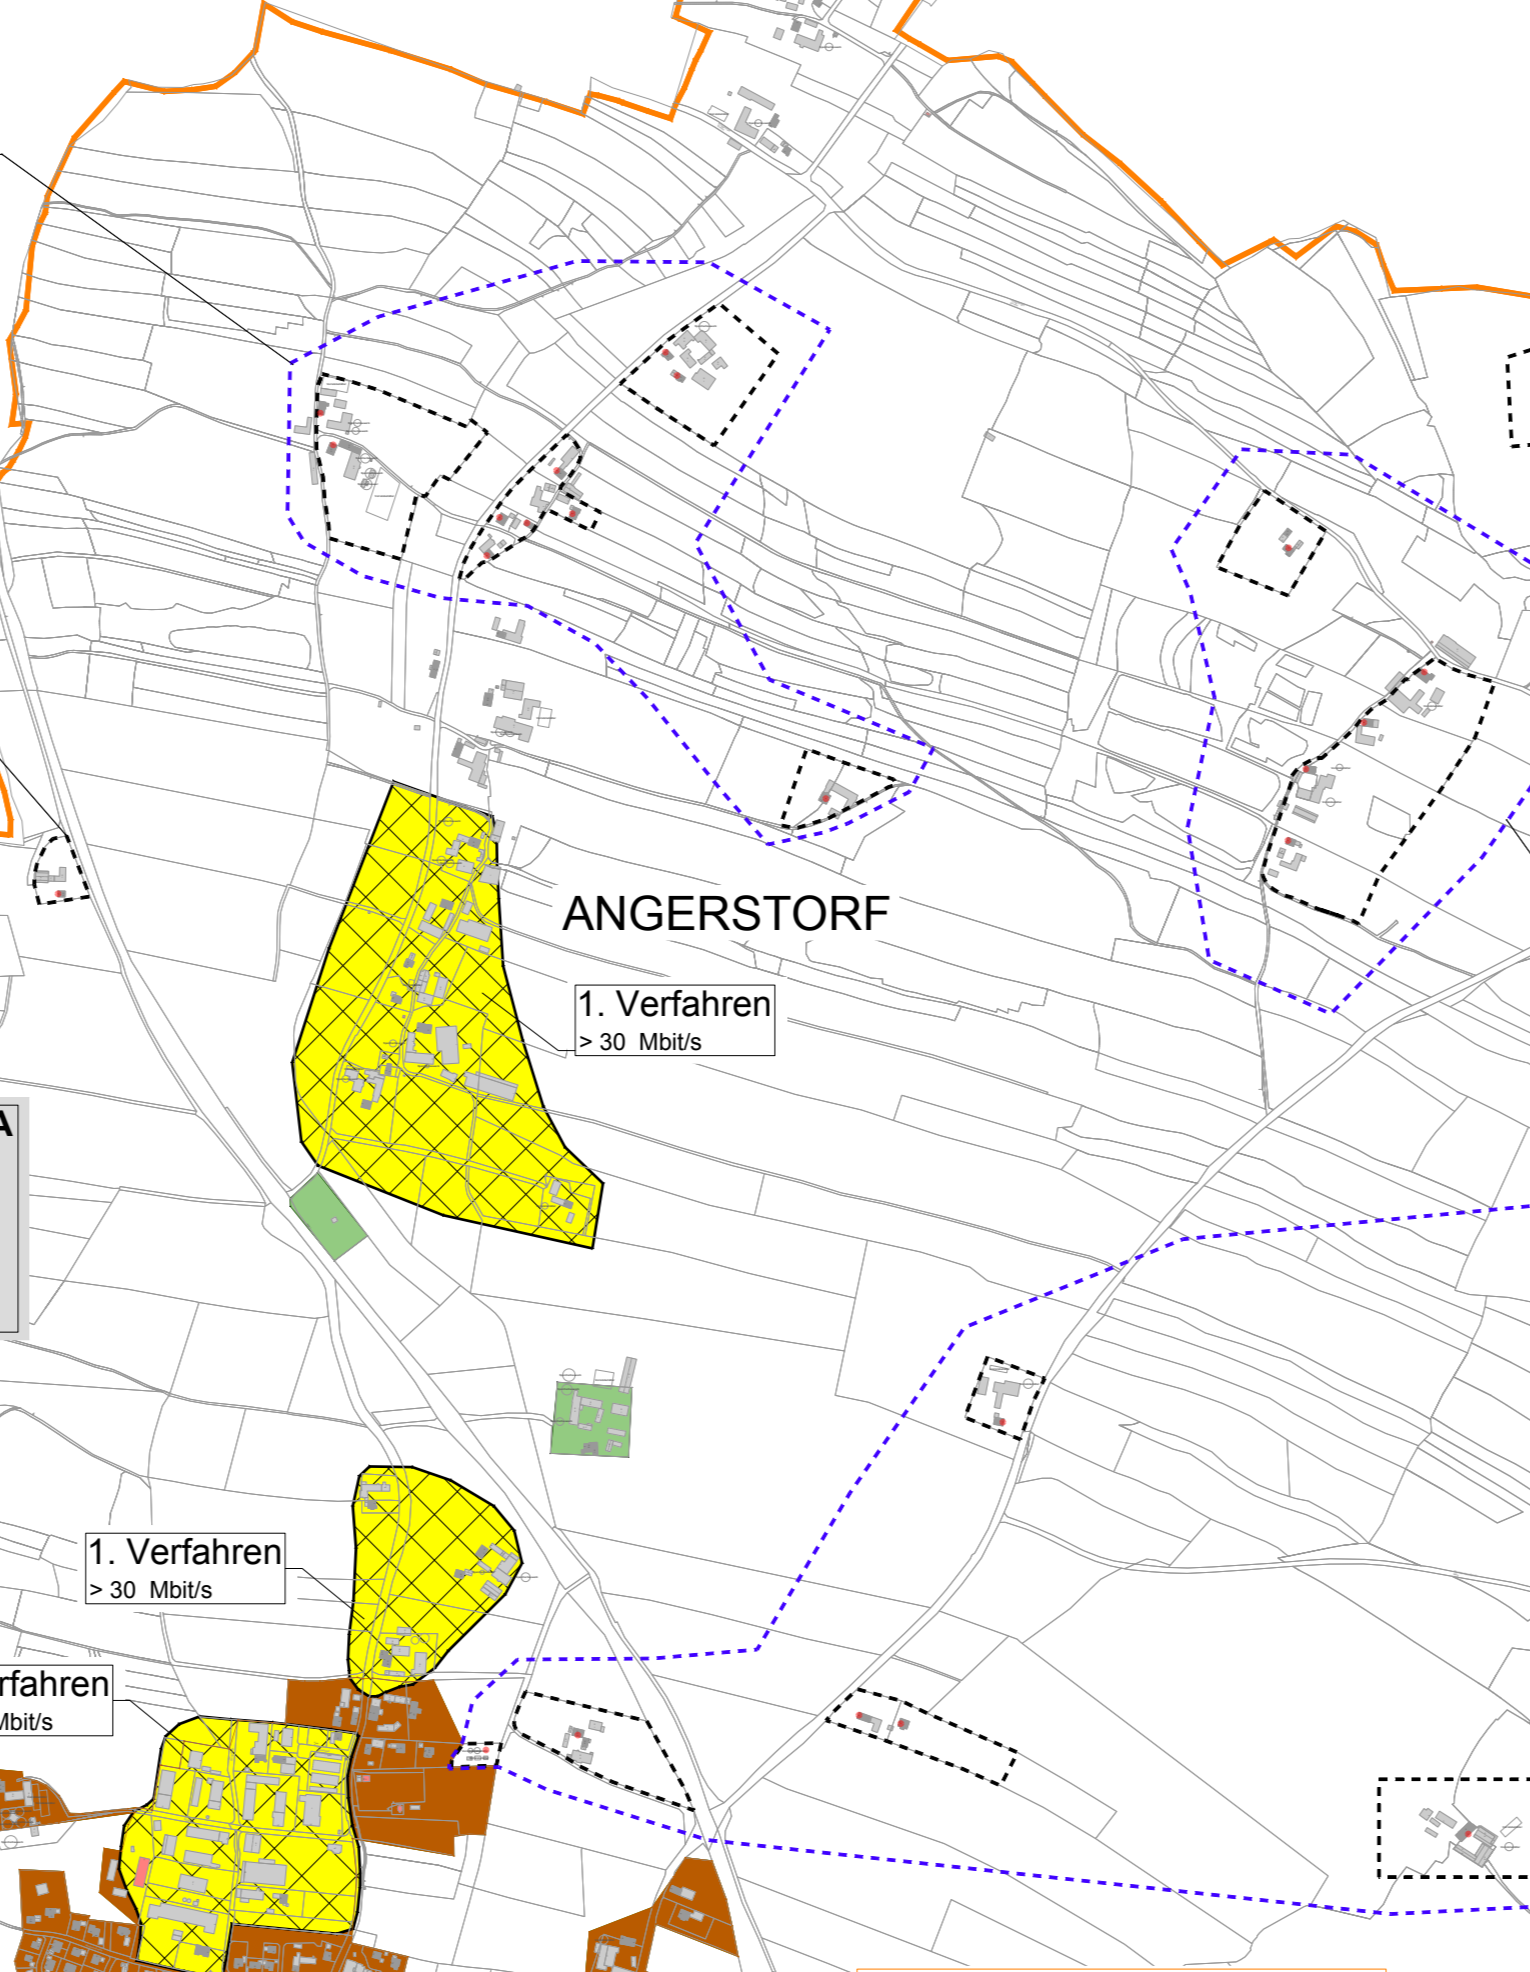 ANGERSTORF
1. Verfahren
> 30 Mbit/s
A
1. Verfahren
> 30 Mbit/s
rfahren
Mbit/s